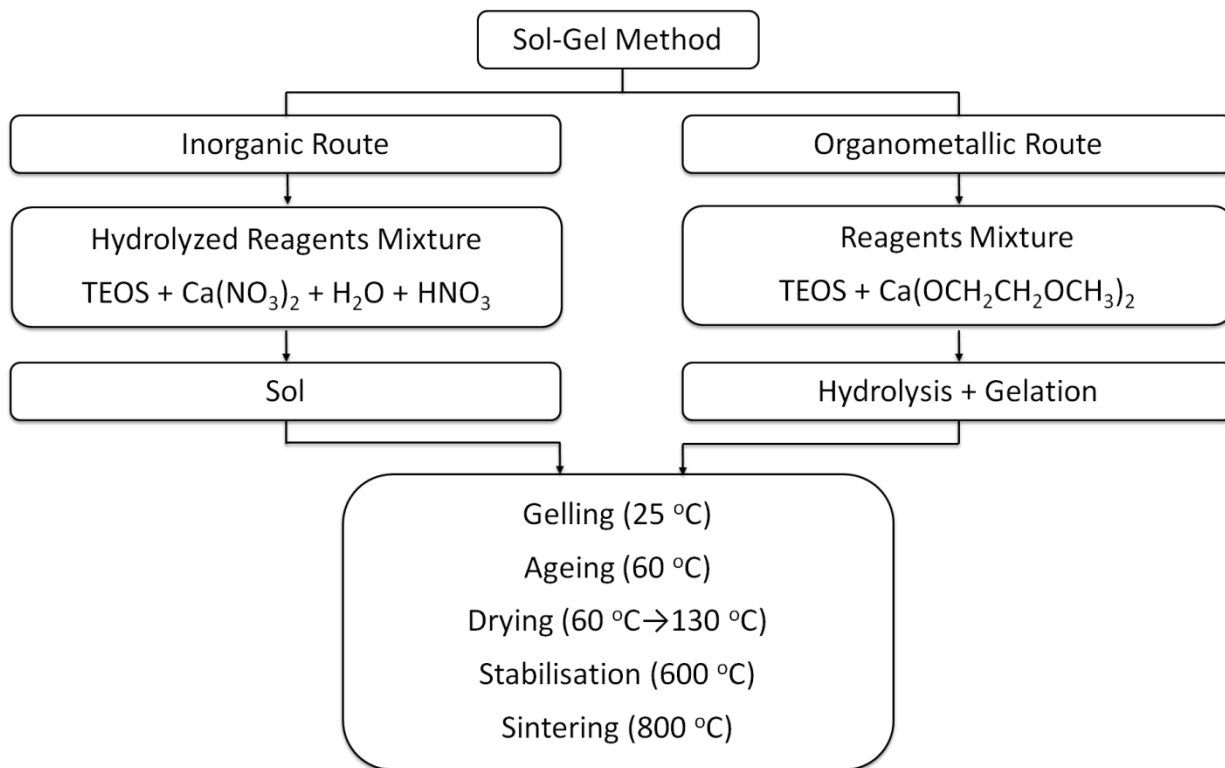 Sol-Gel Method
Inorganic Route
Organometallic Route
Hydrolyzed Reagents Mixture
TEOS + Ca(NO₃)₂ + H₂O + HNO₃
Reagents Mixture
TEOS + Ca(OCH₂CH₂OCH₃)₂
Sol
Hydrolysis + Gelation
Gelling (25 °C)
Ageing (60 °C)
Drying (60 °C→130 °C)
Stabilisation (600 °C)
Sintering (800 °C)